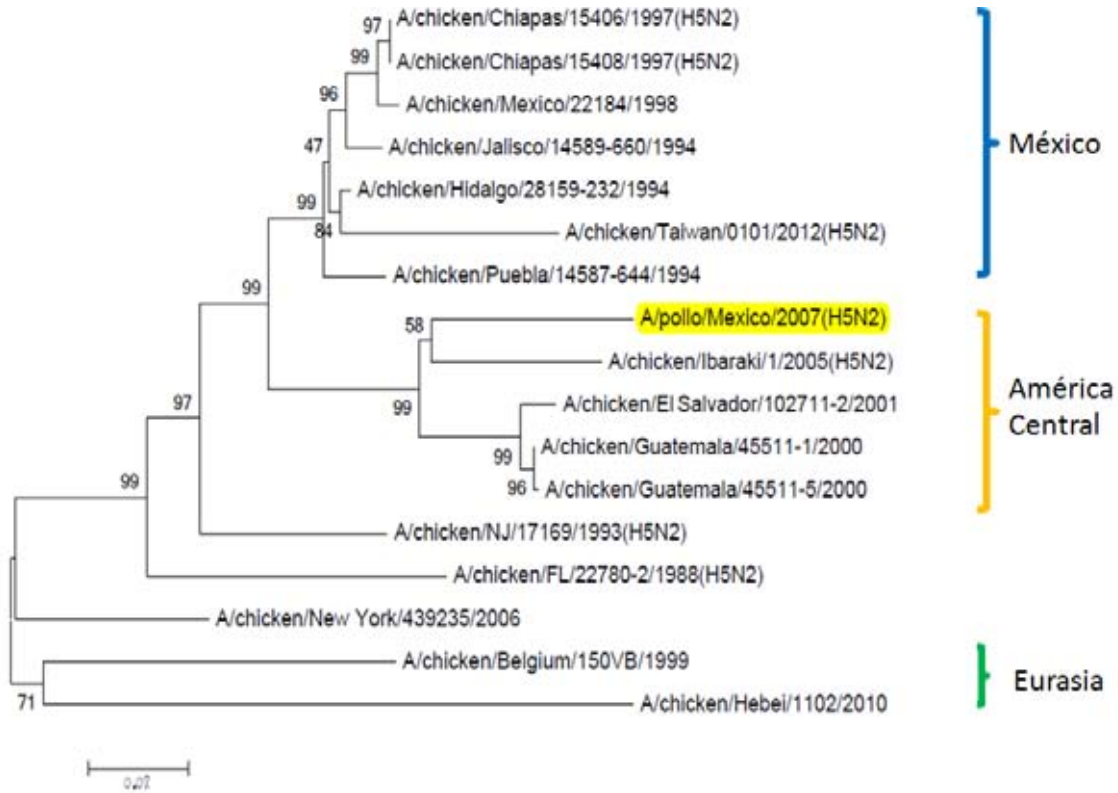 97
A/chicken/Chiapas/15406/1997(H5N2)
99
A/chicken/Chiapas/15408/1997(H5N2)
96
A/chicken/Mexico/22184/1998
47
A/chicken/Jalisco/14589-660/1994
99
A/chicken/Hidalgo/28159-232/1994
84
A/chicken/Taiwan/0101/2012(H5N2)
99
A/chicken/Puebla/14587-644/1994
México
58
A/pollo/Mexico/2007(H5N2)
A/chicken/Ibaraki/1/2005(H5N2)
99
A/chicken/El Salvador/102711-2/2001
97
A/chicken/Guatemala/45511-1/2000
99
96
A/chicken/Guatemala/45511-5/2000
América
Central
99
A/chicken/NJ/17169/1993(H5N2)
A/chicken/FL/22780-2/1988(H5N2)
A/chicken/New York/439235/2006
A/chicken/Belgium/150VB/1999
71
A/chicken/Hebei/1102/2010
Eurasia